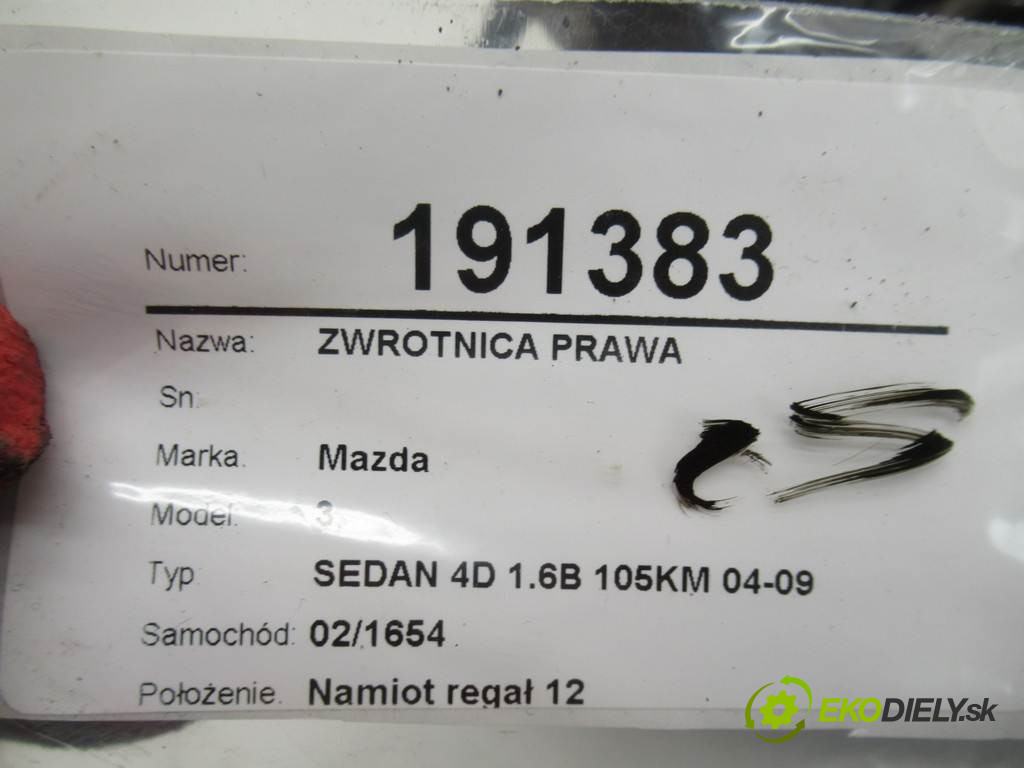 Numer: 191383
Nazwa: ZWROTNICA PRAWA
Sn:
Marka: Mazda
Model: 3
Typ SEDAN 4D 1.6B 105KM 04-09
Samochód: 02/1654
Położenie. Namiot regał 12
EKODIELY.sk